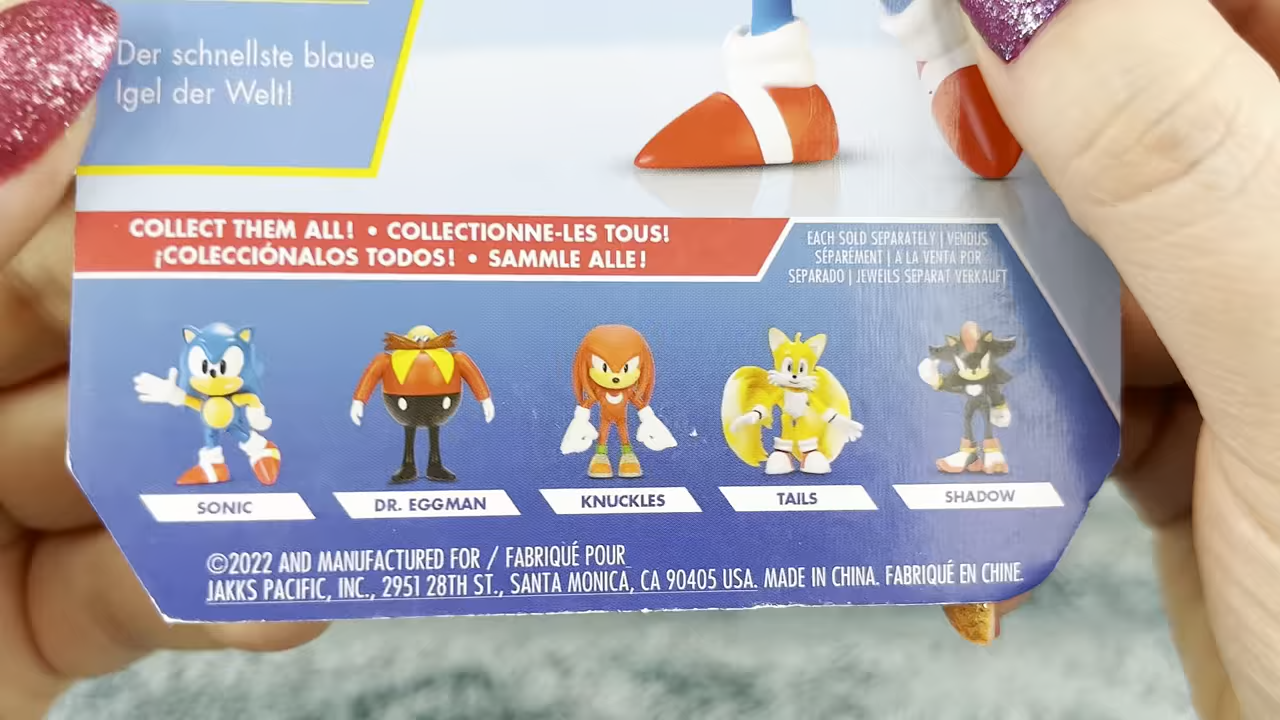 Der schnellste blaue
Igel der Welt!
COLLECT THEM ALL! • COLLECTIONNE-LES TOUS!
¡COLECCIÓNALOS TODOS! • SAMMLE ALLE!
EACH SOLD SEPARATELY | VENDUS
SÉPARÉMENT | A LA VENTA POR
SEPARADO | JEWEILS SEPARAT VERKAUFT
SONIC
DR. EGGMAN
KNUCKLES
TAILS
SHADOW
©2022 AND MANUFACTURED FOR / FABRIQUÉ POUR
JAKKS PACIFIC, INC., 2951 28TH ST., SANTA MONICA, CA 90405 USA. MADE IN CHINA. FABRIQUÉ EN CHINE.